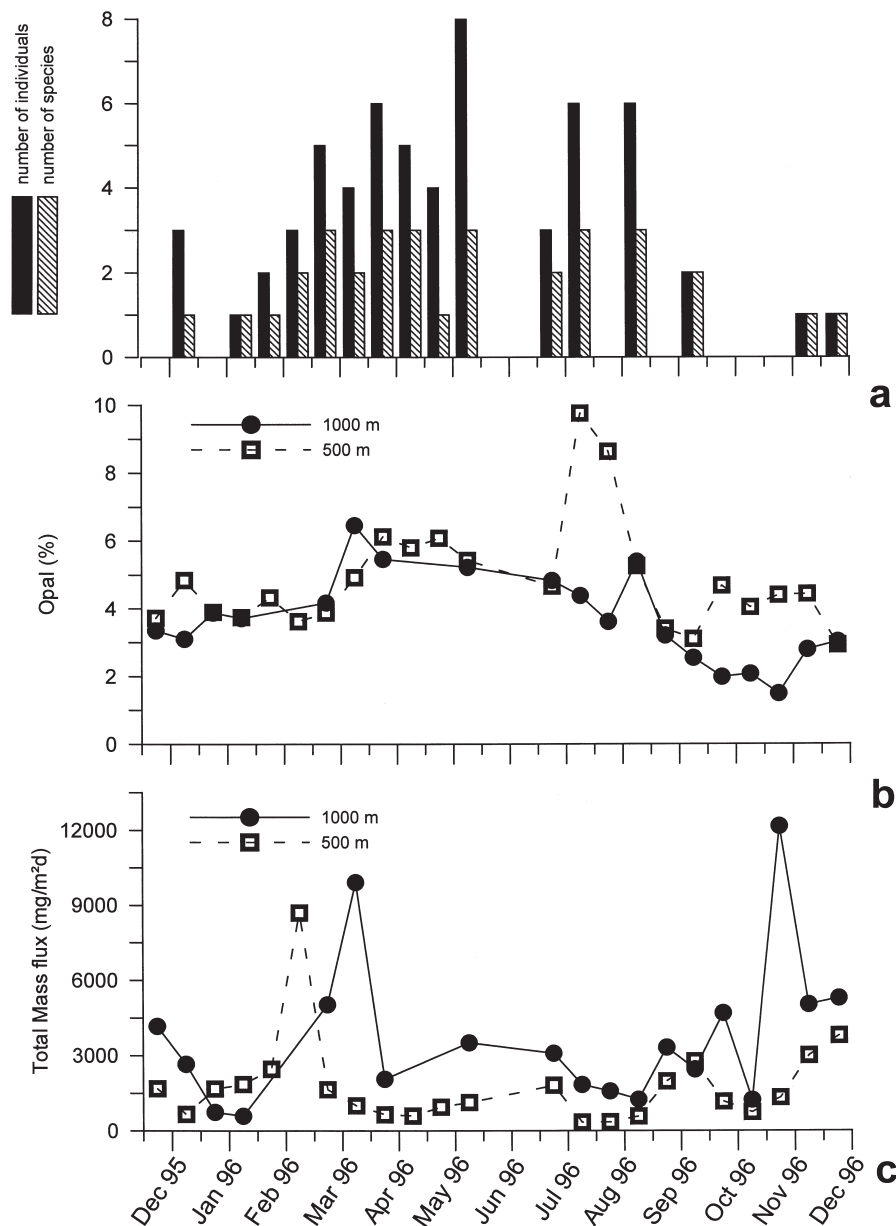 number of individuals
number of species
8
6
4
2
0
a
10
8
6
4
2
0
Opal (%)
1000 m
500 m
b
12000
9000
6000
3000
0
Total Mass flux (mg/m²d)
1000 m
500 m
c
Dec 95
Jan 96
Feb 96
Mar 96
Apr 96
May 96
Jun 96
Jul 96
Aug 96
Sep 96
Oct 96
Nov 96
Dec 96